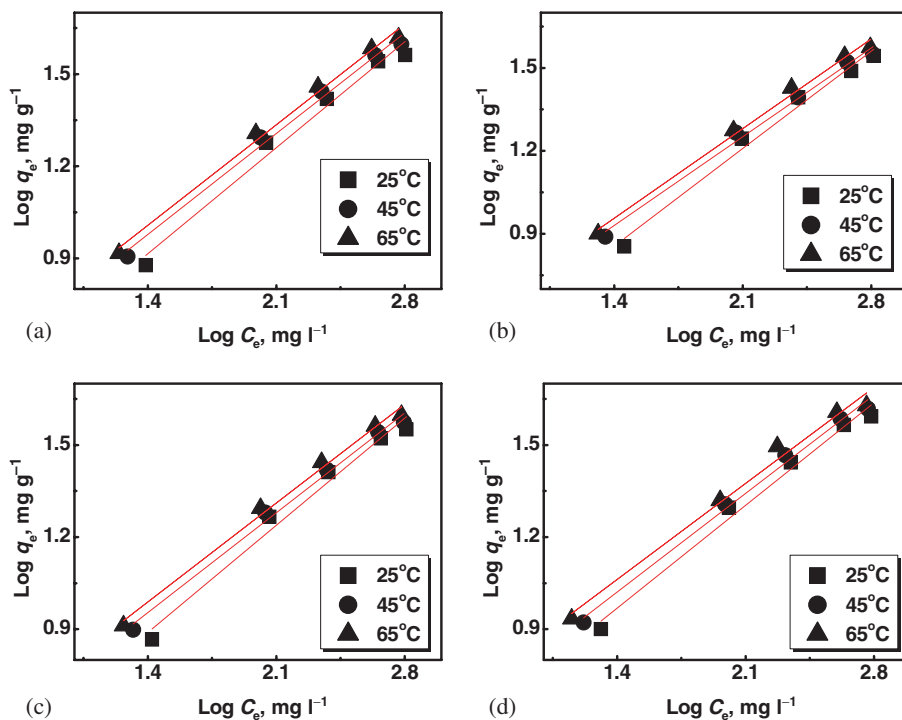 1.5
1.2
0.9
Log qₑ, mg g⁻¹
25°C
45°C
65°C
1.4 2.1 2.8
(a) Log Cₑ, mg l⁻¹
1.5
1.2
0.9
Log qₑ, mg g⁻¹
25°C
45°C
65°C
1.4 2.1 2.8
(b) Log Cₑ, mg l⁻¹
1.5
1.2
0.9
Log qₑ, mg g⁻¹
25°C
45°C
65°C
1.4 2.1 2.8
(c) Log Cₑ, mg l⁻¹
1.5
1.2
0.9
Log qₑ, mg g⁻¹
25°C
45°C
65°C
1.4 2.1 2.8
(d) Log Cₑ, mg l⁻¹